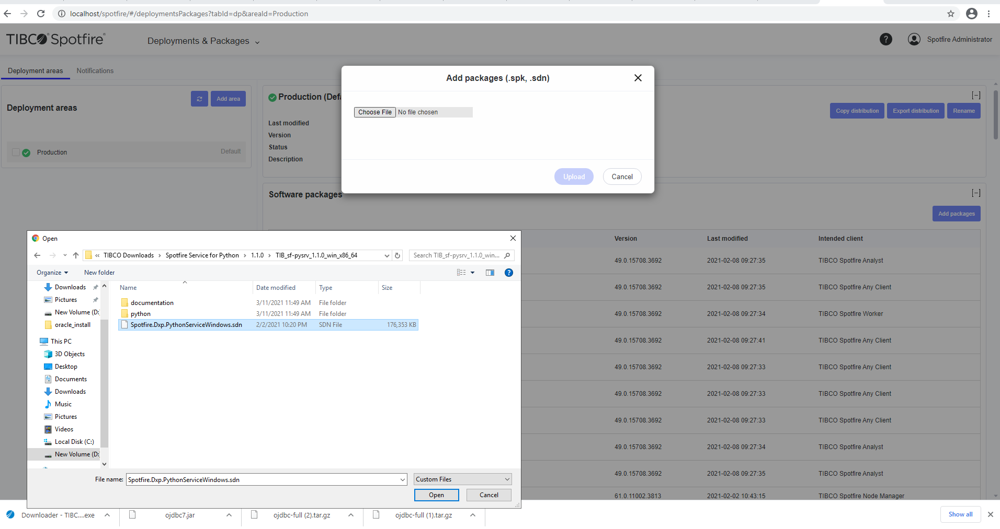 localhost/spotfire/#/deploymentsPackages?tabId=dp&areaId=Production
TIBCO Spotfire®
Deployments & Packages
?
Spotfire Administrator
Deployment areas
Notifications
Add area
Deployment areas
Production
Default
Production (Defa
[-]
Copy distribution
Export distribution
Rename
Last modified
Version
Status
Description
Add packages (.spk, .sdn)
Choose File
No file chosen
Upload
Cancel
Software packages
[-]
Add packages
Version Last modified Intended client
49.0.15708.3692 2021-02-08 09:27:35 TIBCO Spotfire Analyst
49.0.15708.3692 2021-02-08 09:27:35 TIBCO Spotfire Any Client
49.0.15708.3692 2021-02-08 09:27:34 TIBCO Spotfire Worker
49.0.15708.3692 2021-02-08 09:27:41 TIBCO Spotfire Any Client
49.0.15708.3692 2021-02-08 09:27:33 TIBCO Spotfire Any Client
49.0.15708.3692 2021-02-08 09:27:33 TIBCO Spotfire Any Client
49.0.15708.3692 2021-02-08 09:27:33 TIBCO Spotfire Any Client
49.0.15708.3692 2021-02-08 09:27:34 TIBCO Spotfire Analyst
49.0.15708.3692 2021-02-08 09:27:35 TIBCO Spotfire Analyst
61.0.11002.3813 2021-02-02 10:43:15 TIBCO Spotfire Node Manager
Open
« TIBCO Downloads › Spotfire Service for Python › 1.1.0 › TIB_sf-pysrv_1.1.0_win_x86_64
Search TIB_sf-pysrv_1.1.0_win...
Organize
New folder
?
Downloads
Pictures
New Volume (D:
oracle_install
This PC
3D Objects
Desktop
Documents
Downloads
Music
Pictures
Videos
Local Disk (C:)
New Volume (D:
Name Date modified Type Size
documentation 3/11/2021 11:49 AM File folder
python 3/11/2021 11:49 AM File folder
Spotfire.Dxp.PythonServiceWindows.sdn 2/2/2021 10:20 PM SDN File 176,353 KB
File name: Spotfire.Dxp.PythonServiceWindows.sdn
Custom Files
Open
Cancel
Downloader - TIBC....exe
ojdbc7.jar
ojdbc-full (2).tar.gz
ojdbc-full (1).tar.gz
Show all